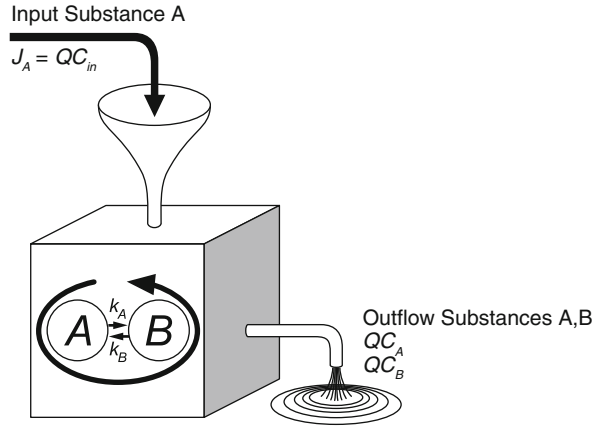 Input Substance A
J_A = QC_in
k_A
A B
k_B
Outflow Substances A,B
QC_A
QC_B